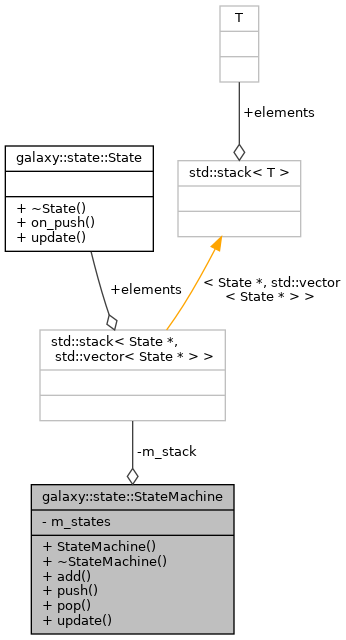 T
+elements
galaxy::state::State
+ ~State()
+ on_push()
+ update()
std::stack< T >
+elements
< State *, std::vector
< State * > >
std::stack< State *,
std::vector< State * > >
-m_stack
galaxy::state::StateMachine
- m_states
+ StateMachine()
+ ~StateMachine()
+ add()
+ push()
+ pop()
+ update()